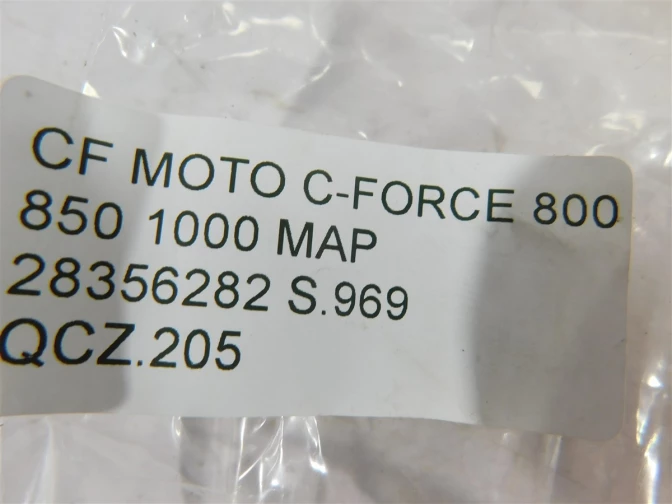 CF MOTO C-FORCE 800
850 1000 MAP
28356282 S.969
QCZ.205